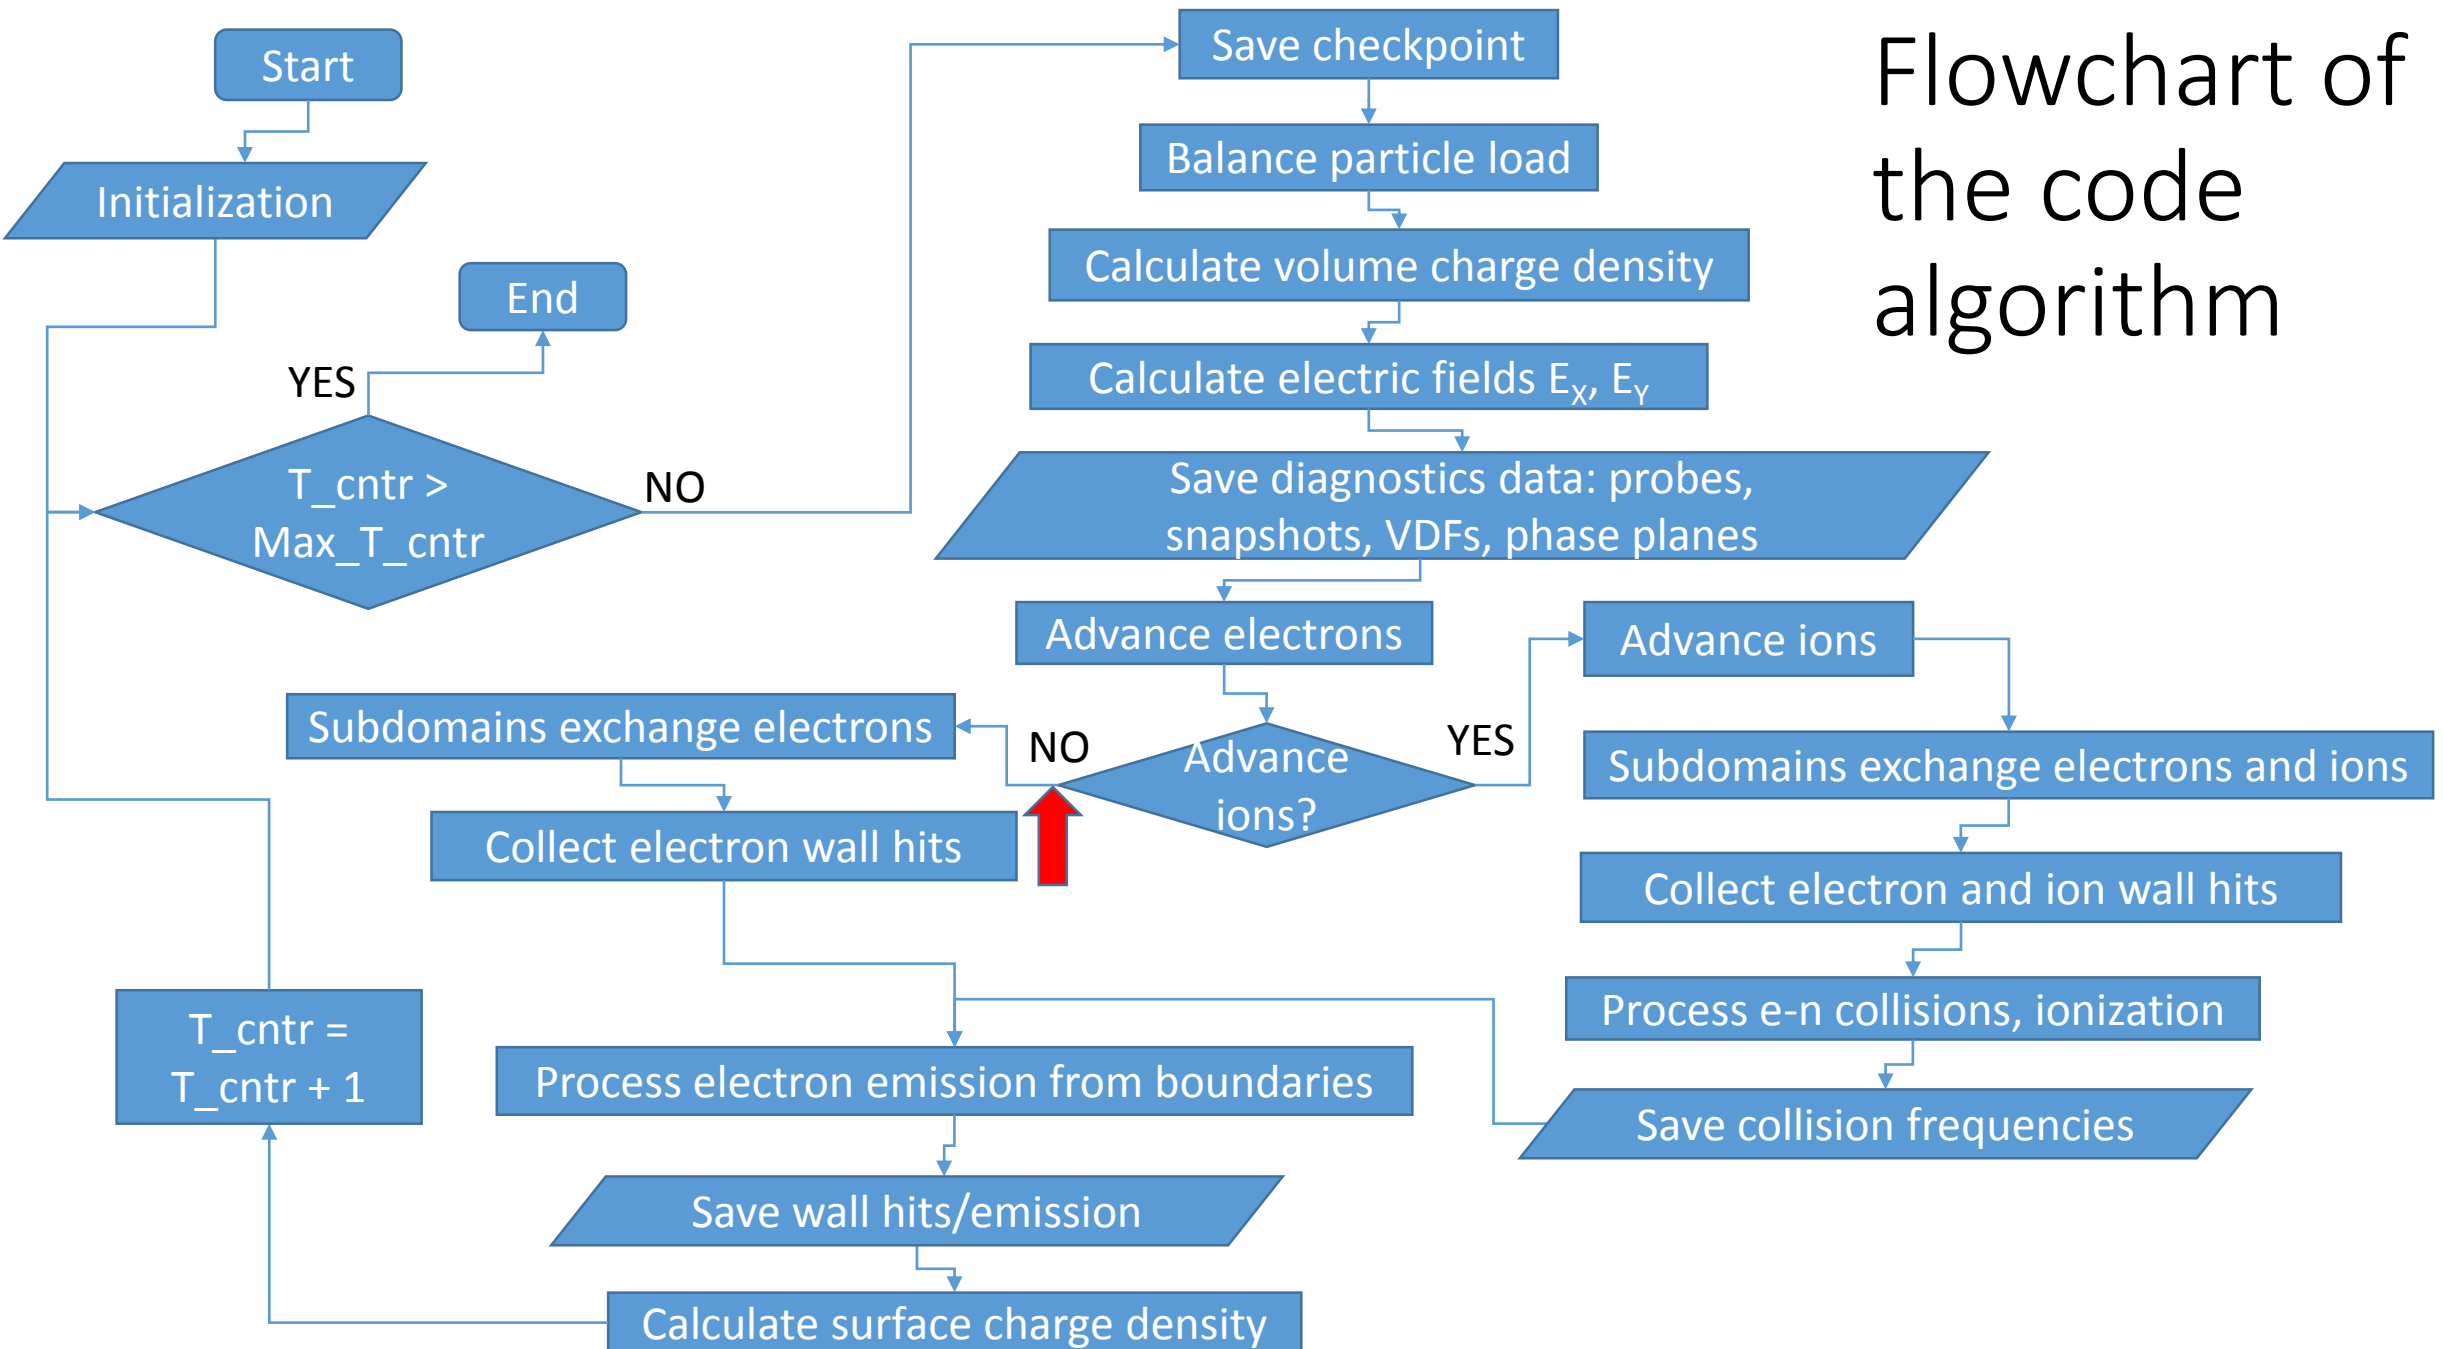 Flowchart of
the code
algorithm
Start
Initialization
End
YES
T_cntr >
Max_T_cntr
NO
Save checkpoint
Balance particle load
Calculate volume charge density
Calculate electric fields E_X, E_Y
Save diagnostics data: probes,
snapshots, VDFs, phase planes
Advance electrons
Advance
ions?
NO
YES
Subdomains exchange electrons
Collect electron wall hits
Advance ions
Subdomains exchange electrons and ions
Collect electron and ion wall hits
Process e-n collisions, ionization
Save collision frequencies
Process electron emission from boundaries
Save wall hits/emission
Calculate surface charge density
T_cntr =
T_cntr + 1